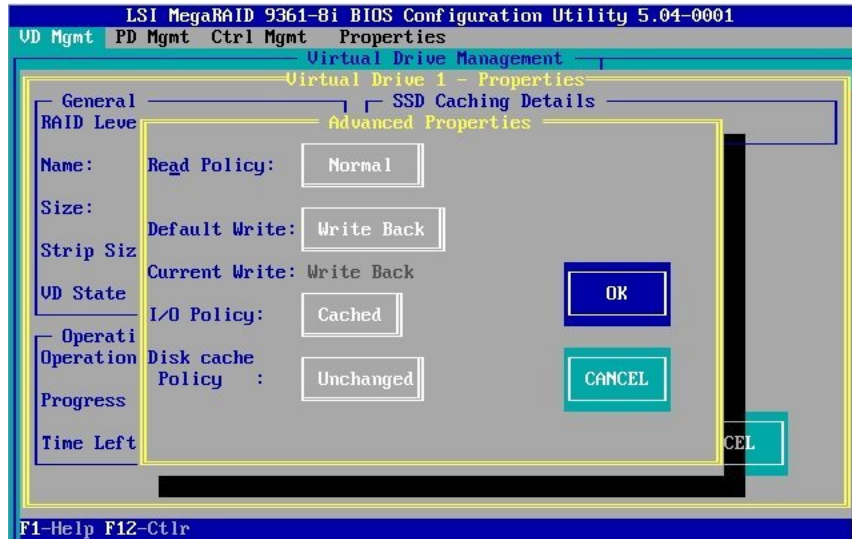 LSI MegaRAID 9361-8i BIOS Configuration Utility 5.04-0001
VD Mgmt PD Mgmt Ctrl Mgmt Properties
Virtual Drive Management
Virtual Drive 1 - Properties
General SSD Caching Details
RAID Leve
Advanced Properties
Name:
Read Policy: Normal
Size:
Default Write: Write Back
Strip Siz
Current Write: Write Back
VD State
OK
I/O Policy: Cached
Operati
Operation
Disk cache
Policy : Unchanged
CANCEL
Progress
Time Left
CEL
F1-Help F12-Ctlr